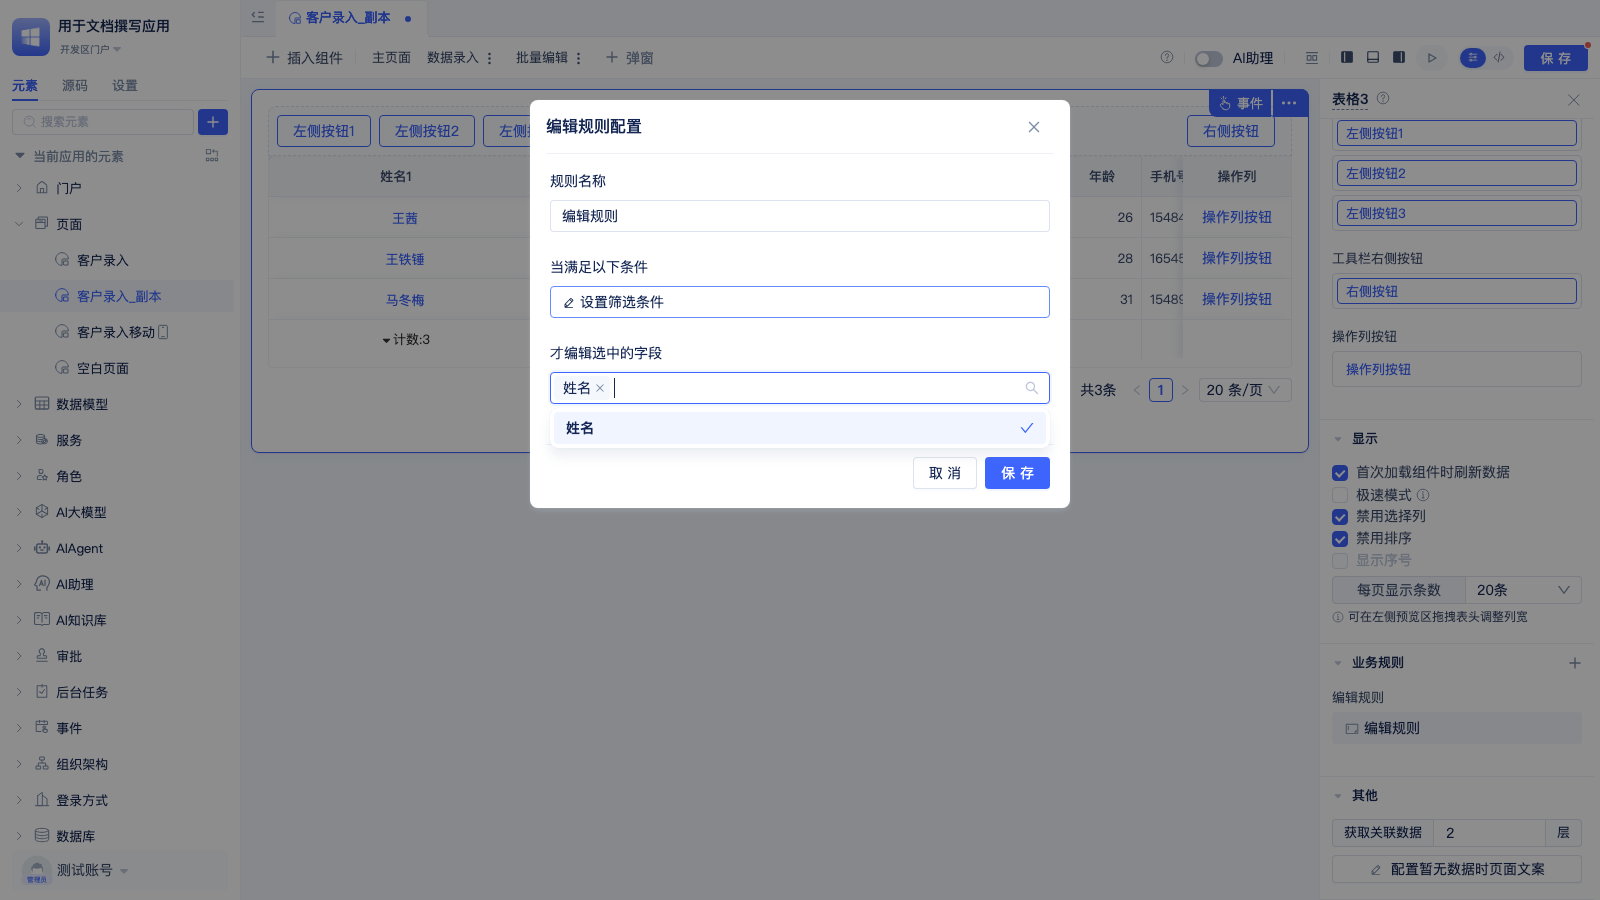 用于文档撰写应用
开发区门户
元素 源码 设置
搜索元素
当前应用的元素
门户
页面
客户录入
客户录入_副本
客户录入移动
空白页面
数据模型
服务
角色
AI大模型
AIAgent
AI助理
AI知识库
审批
后台任务
事件
组织架构
登录方式
数据库
管理员
测试账号
客户录入_副本
插入组件 主页面 数据录入 批量编辑 弹窗
AI助理
保存
事件
左侧按钮1 左侧按钮2 左侧 右侧按钮
姓名1 年龄 手机号 操作列
王茜 26 15484 操作列按钮
王铁锤 28 16545 操作列按钮
马冬梅 31 15489 操作列按钮
计数:3
共3条 1 20 条/页
编辑规则配置
规则名称
编辑规则
当满足以下条件
设置筛选条件
才编辑选中的字段
姓名
姓名
取消 保存
表格3
左侧按钮1
左侧按钮2
左侧按钮3
工具栏右侧按钮
右侧按钮
操作列按钮
操作列按钮
显示
首次加载组件时刷新数据
极速模式
禁用选择列
禁用排序
显示序号
每页显示条数 20条
可在左侧预览区拖拽表头调整列宽
业务规则
编辑规则
编辑规则
其他
获取关联数据 2 层
配置暂无数据时页面文案